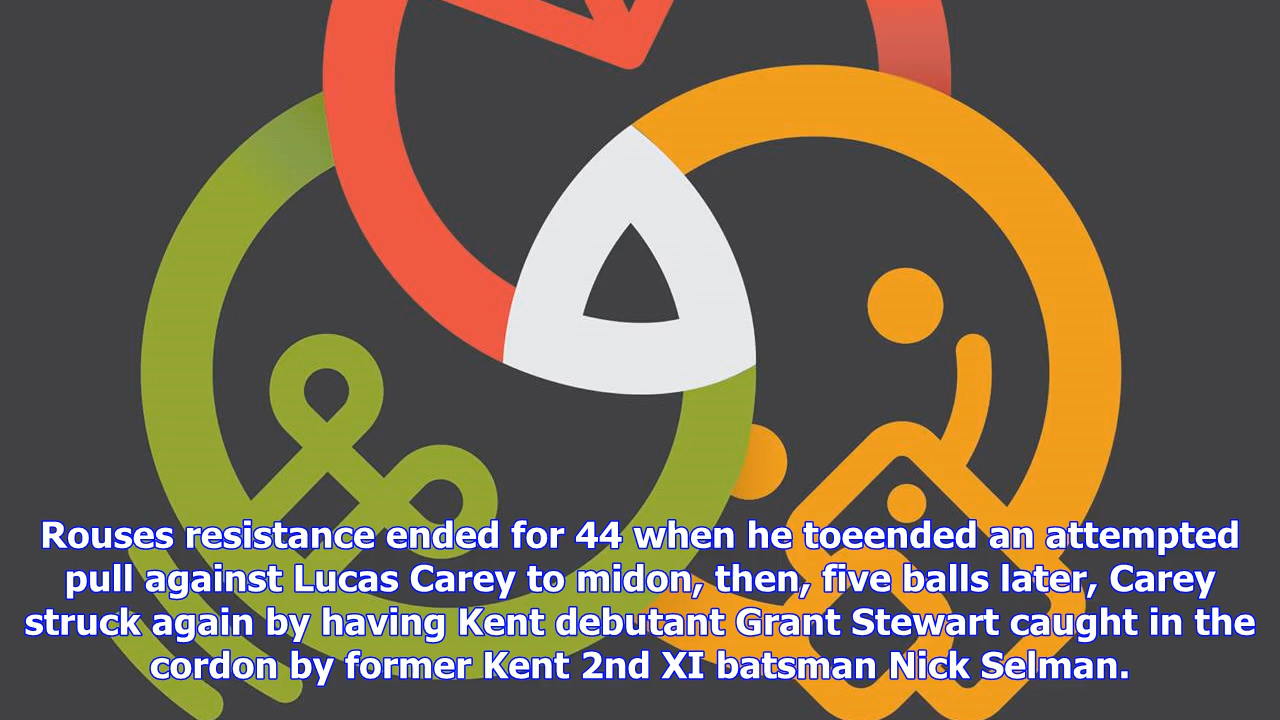 Rouses resistance ended for 44 when he toeended an attempted
pull against Lucas Carey to midon, then, five balls later, Carey
struck again by having Kent debutant Grant Stewart caught in the
cordon by former Kent 2nd XI batsman Nick Selman.